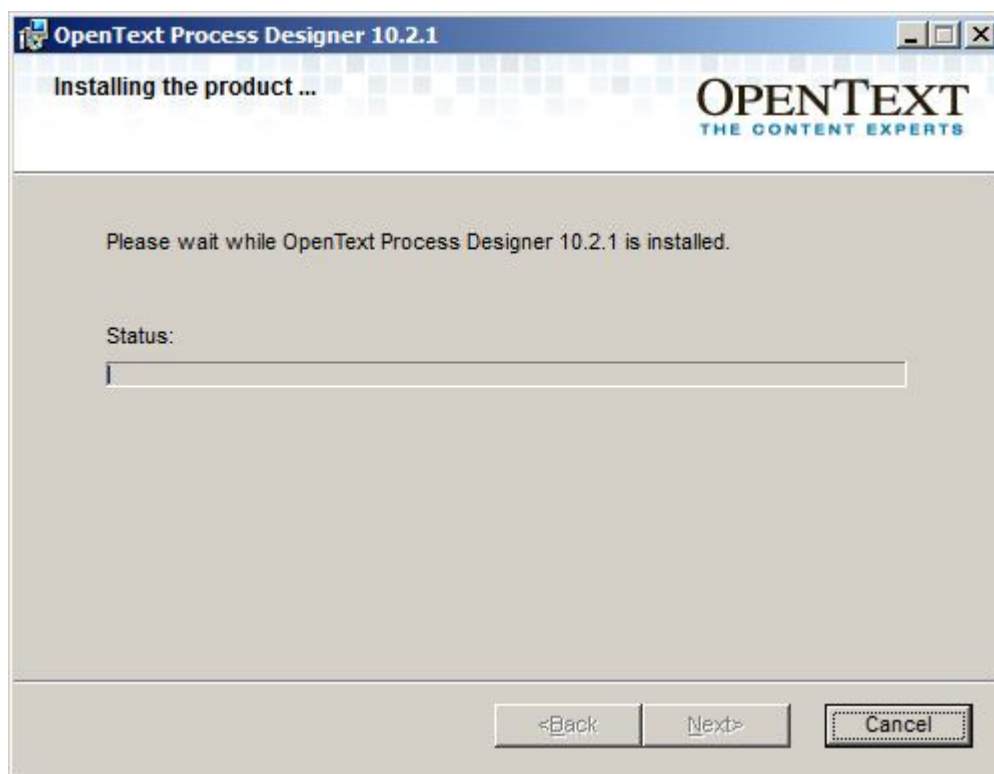 OpenText Process Designer 10.2.1
Installing the product ...
OPENTEXT
THE CONTENT EXPERTS
Please wait while OpenText Process Designer 10.2.1 is installed.
Status:
<Back Next> Cancel